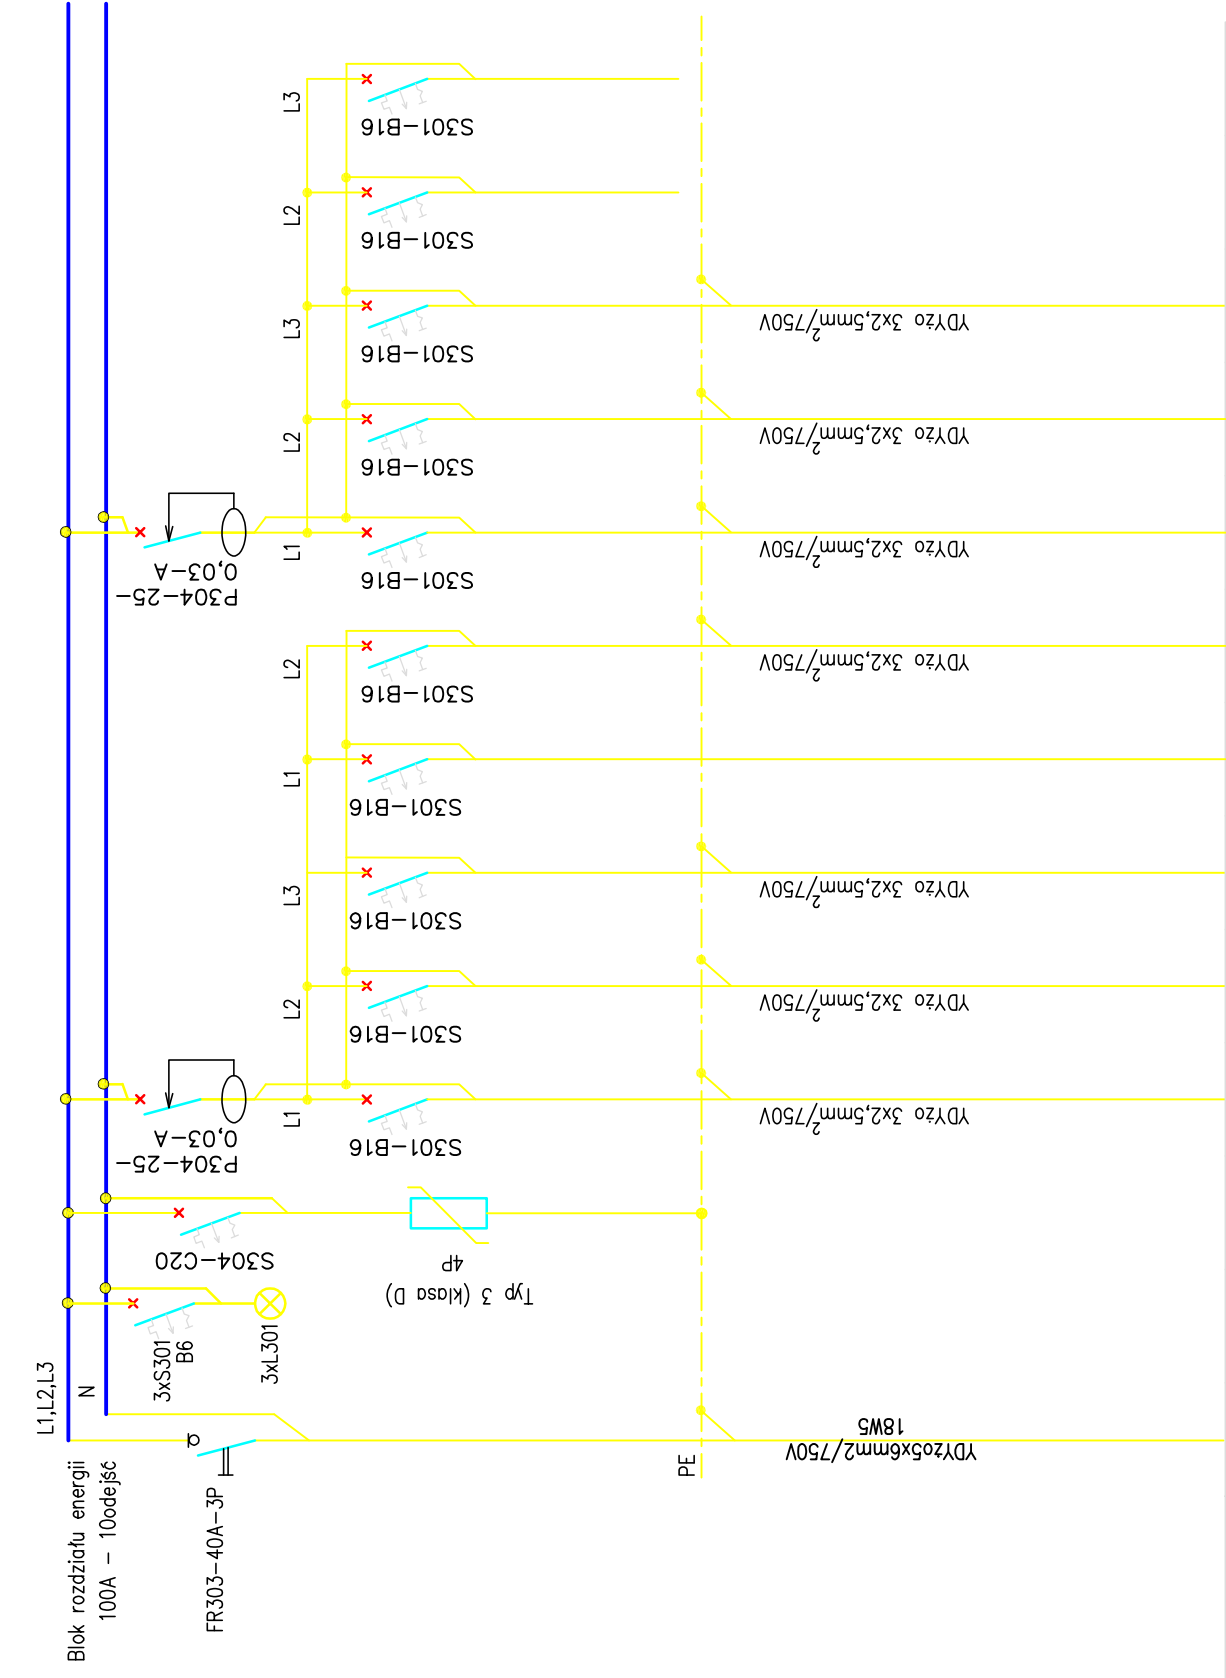 Blok rozdziału energii
100A - 10odejść
L1,L2,L3
N
FR303-40A-3P
PE
YDYżo5x6mm2/750V
18W5
3xS301
B6
3xL301
S304-C20
4P
Typ 3 (klasa D)
P304-25-
0,03-A
L1
S301-B16
YDYżo 3x2,5mm²/750V
L2
S301-B16
YDYżo 3x2,5mm²/750V
L3
S301-B16
YDYżo 3x2,5mm²/750V
L1
S301-B16
L2
S301-B16
YDYżo 3x2,5mm²/750V
P304-25-
0,03-A
L1
S301-B16
YDYżo 3x2,5mm²/750V
L2
S301-B16
YDYżo 3x2,5mm²/750V
L3
S301-B16
YDYżo 3x2,5mm²/750V
L2
S301-B16
L3
S301-B16